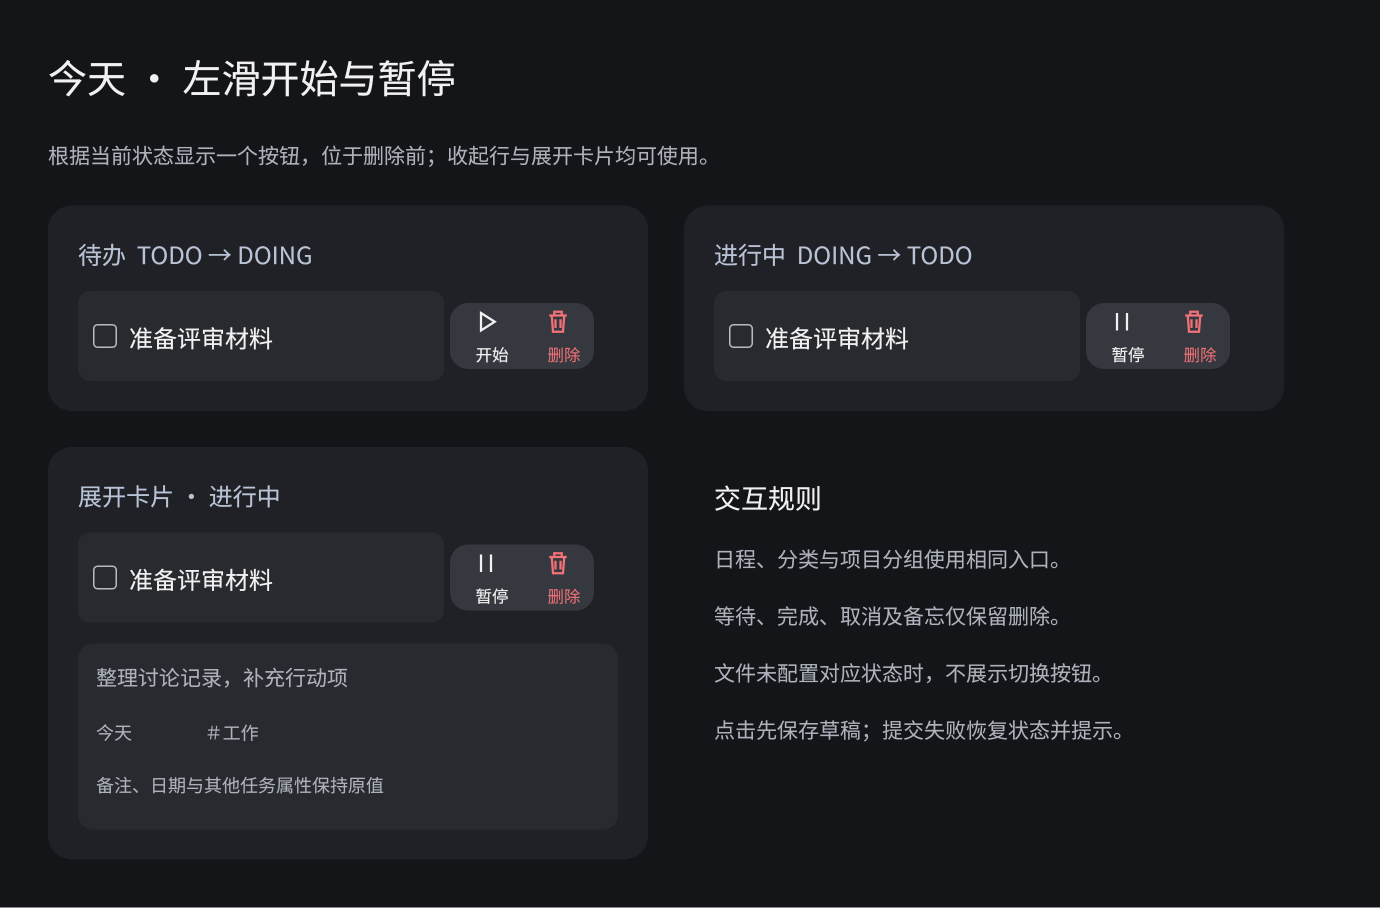 今天 · 左滑开始与暂停
根据当前状态显示一个按钮，位于删除前；收起行与展开卡片均可使用。
待办 TODO → DOING
准备评审材料
开始
删除
进行中 DOING → TODO
准备评审材料
暂停
删除
展开卡片 · 进行中
准备评审材料
暂停
删除
整理讨论记录，补充行动项
今天
#工作
备注、日期与其他任务属性保持原值
交互规则
日程、分类与项目分组使用相同入口。
等待、完成、取消及备忘仅保留删除。
文件未配置对应状态时，不展示切换按钮。
点击先保存草稿；提交失败恢复状态并提示。